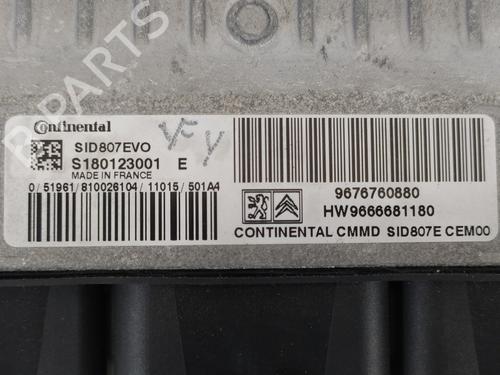 B-PARTS
Continental
SID807EVO
S180123001 E
MADE IN FRANCE
0/51961/810026104/11015/501A4
9676760880
HW9666681180
CONTINENTAL CMMD SID807E CEM00